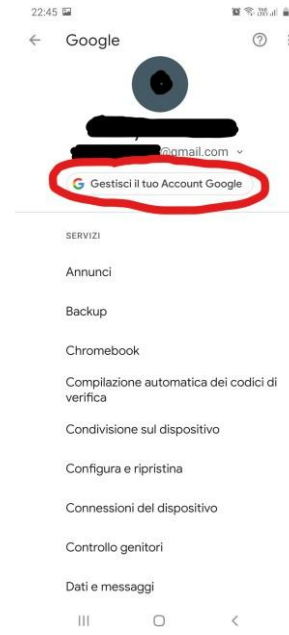 22:45
Google
@gmail.com
Gestisci il tuo Account Google
SERVIZI
Annunci
Backup
Chromebook
Compilazione automatica dei codici di
verifica
Condivisione sul dispositivo
Configura e ripristina
Connessioni del dispositivo
Controllo genitori
Dati e messaggi